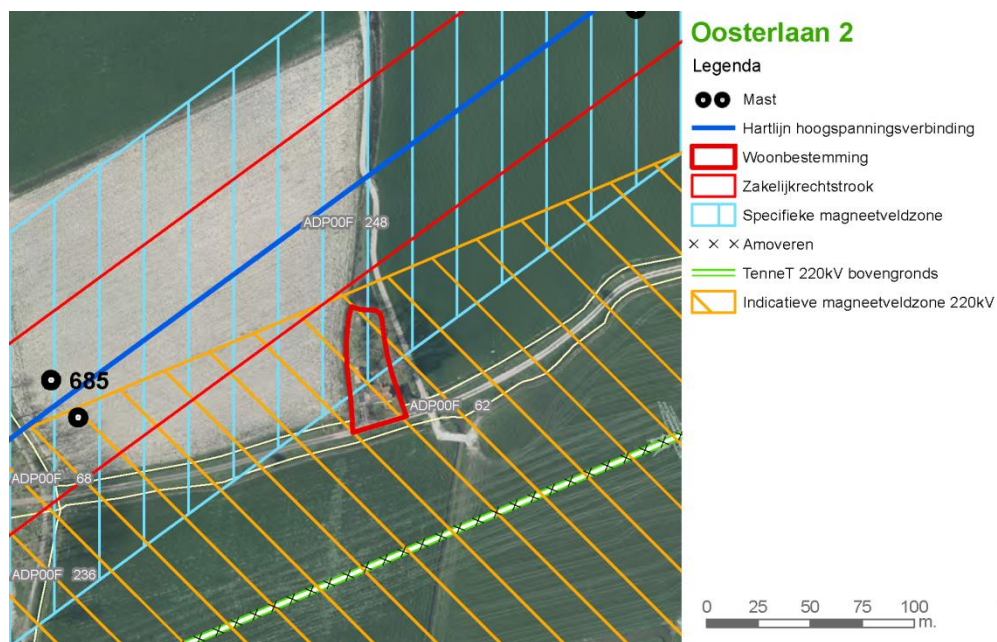 Oosterlaan 2
Legenda
Mast
Hartlijn hoogspanningsverbinding
Woonbestemming
Zakelijkrechtstrook
Specifieke magneetveldzone
× × × Amoveren
TenneT 220kV bovengronds
Indicatieve magneetveldzone 220kV
ADP00F 248
685
ADP00F 62
ADP00F 68
ADP00F 236
0 25 50 75 100
m.